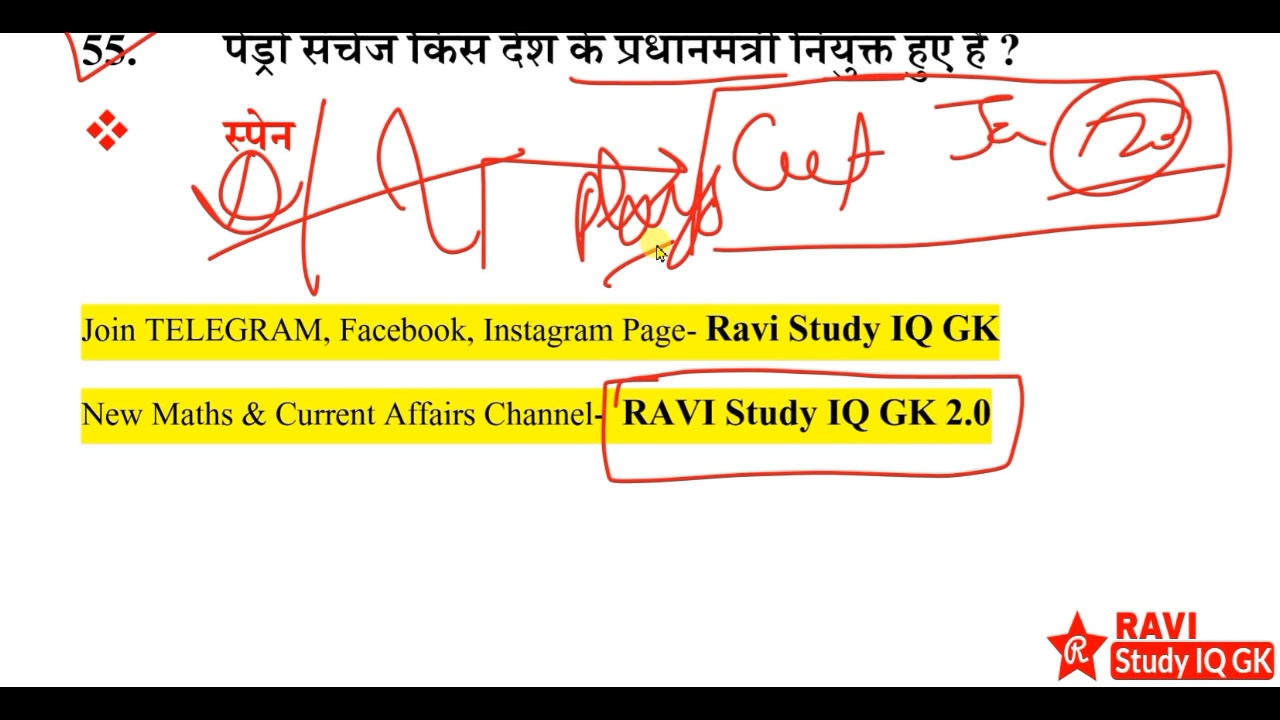 55. पेड्रो सचेज किस देश के प्रधानमंत्री नियुक्त हुए है ?
स्पेन
Join TELEGRAM, Facebook, Instagram Page- Ravi Study IQ GK
New Maths & Current Affairs Channel- RAVI Study IQ GK 2.0
RAVI
Study IQ GK